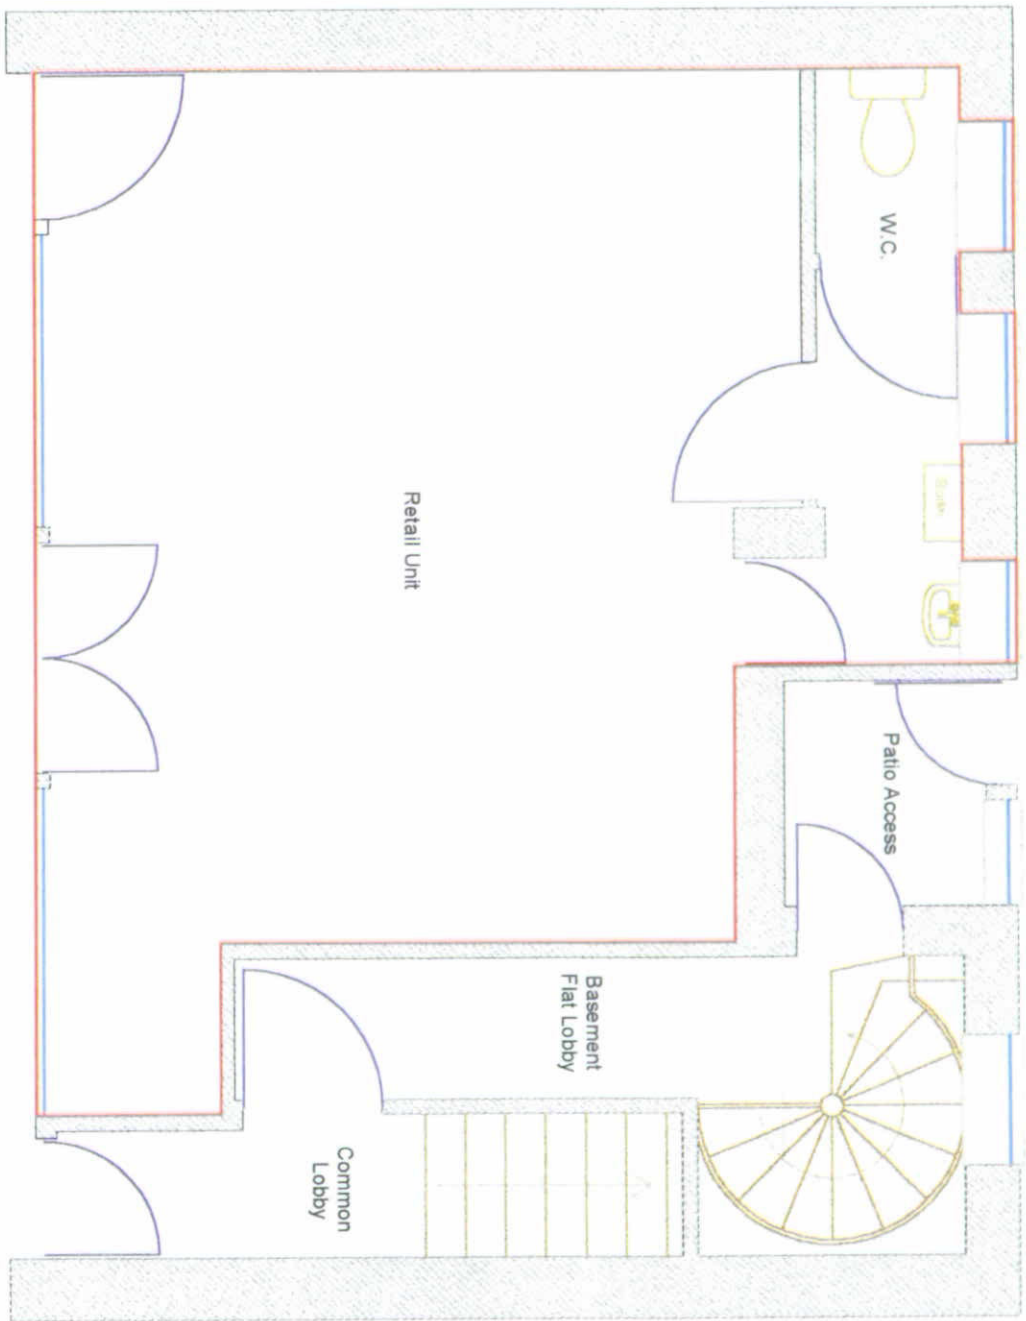 W.C.
Patio Access
Retail Unit
Basement
Flat Lobby
Common
Lobby